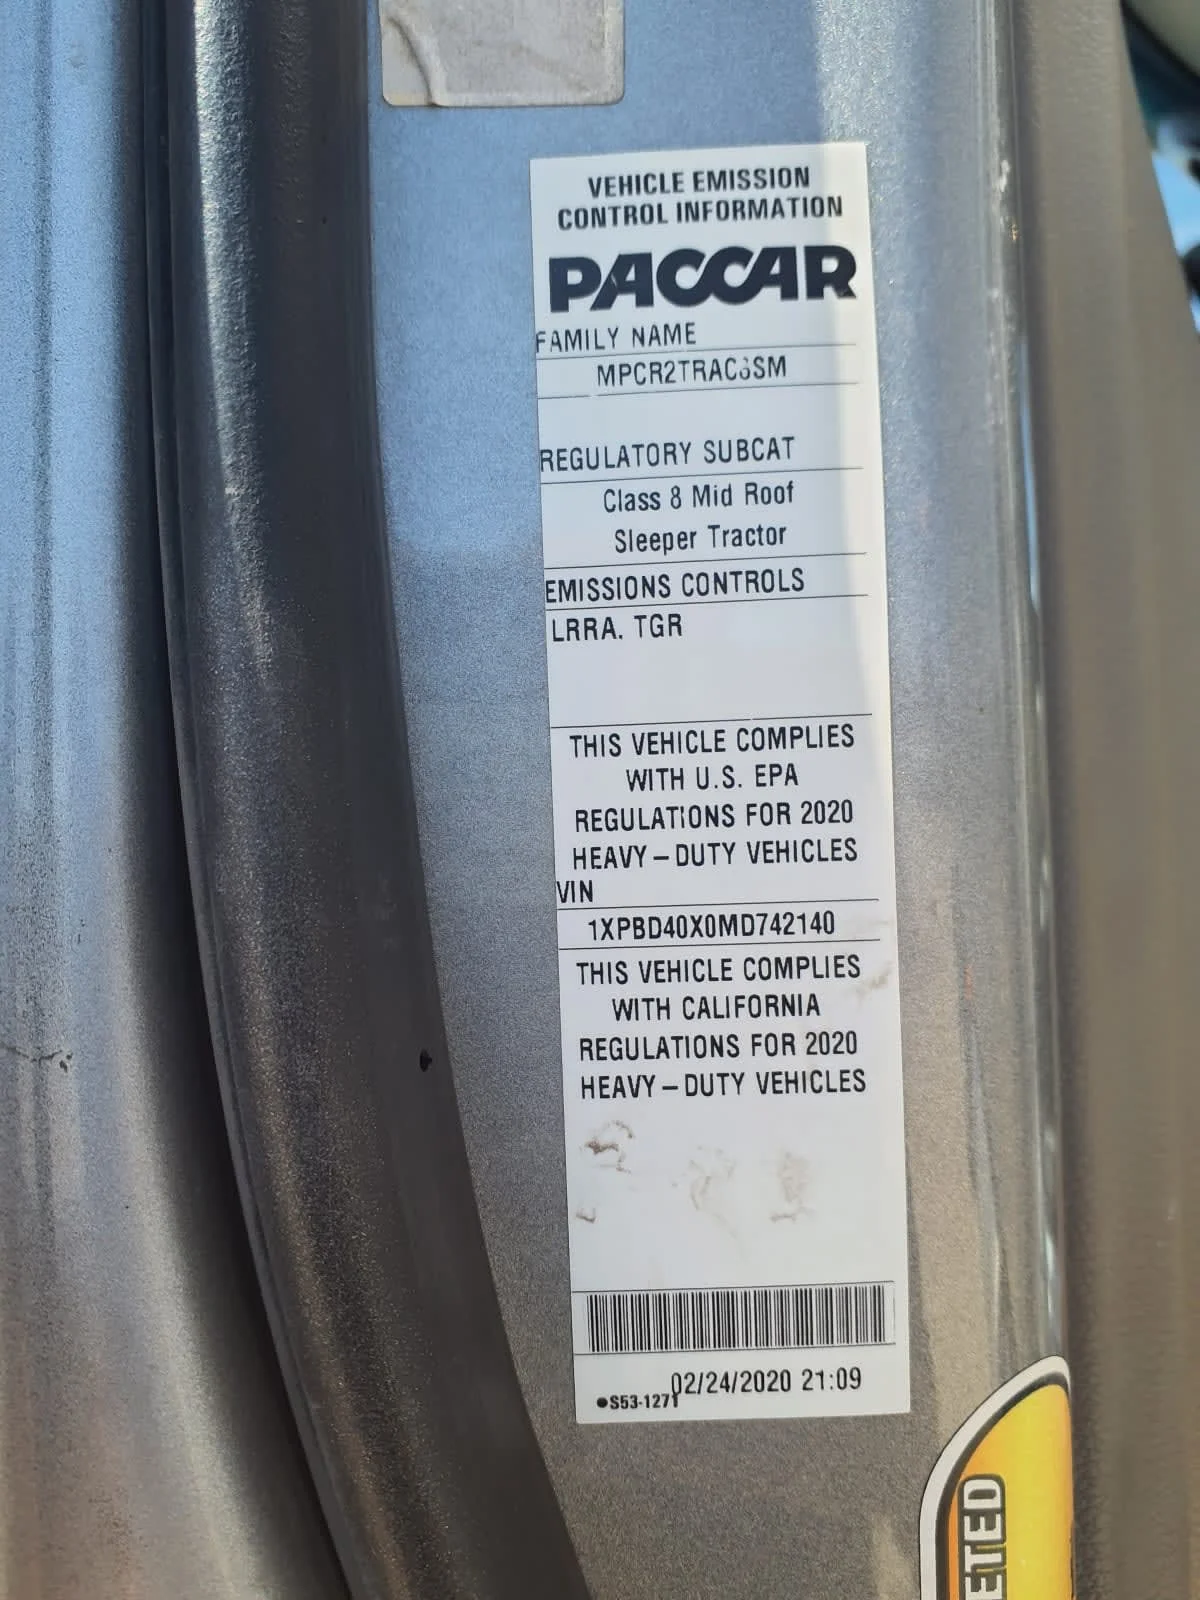 VEHICLE EMISSION
CONTROL INFORMATION
PACCAR
FAMILY NAME
MPCR2TRAC3SM
REGULATORY SUBCAT
Class 8 Mid Roof
Sleeper Tractor
EMISSIONS CONTROLS
LRRA. TGR
THIS VEHICLE COMPLIES
WITH U.S. EPA
REGULATIONS FOR 2020
HEAVY – DUTY VEHICLES
VIN
1XPBD40X0MD742140
THIS VEHICLE COMPLIES
WITH CALIFORNIA
REGULATIONS FOR 2020
HEAVY – DUTY VEHICLES
02/24/2020 21:09
●S53-1271
ETED